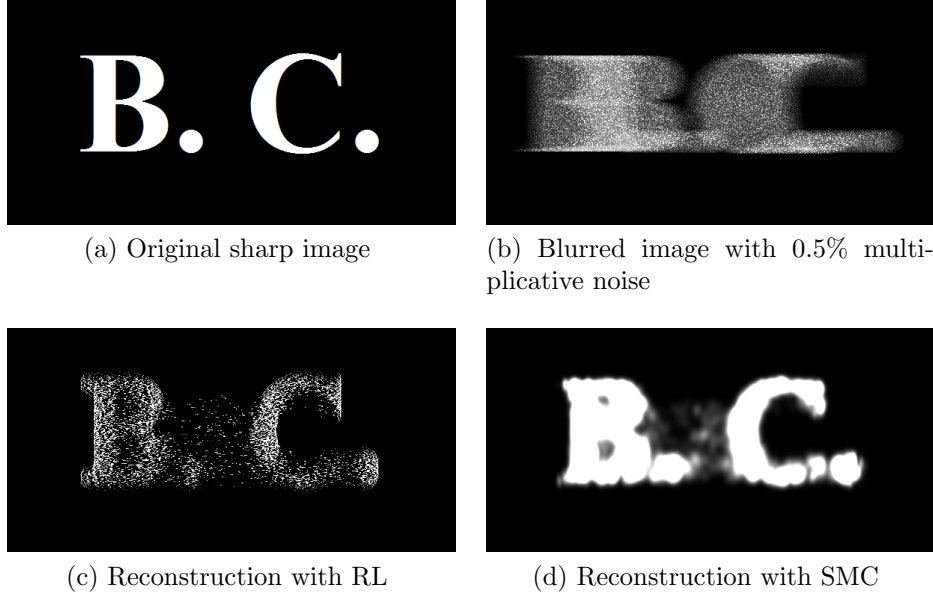 B. C.
B C
(a) Original sharp image
(b) Blurred image with 0.5% multi-
plicative noise
B. C.
B. C.
(c) Reconstruction with RL
(d) Reconstruction with SMC